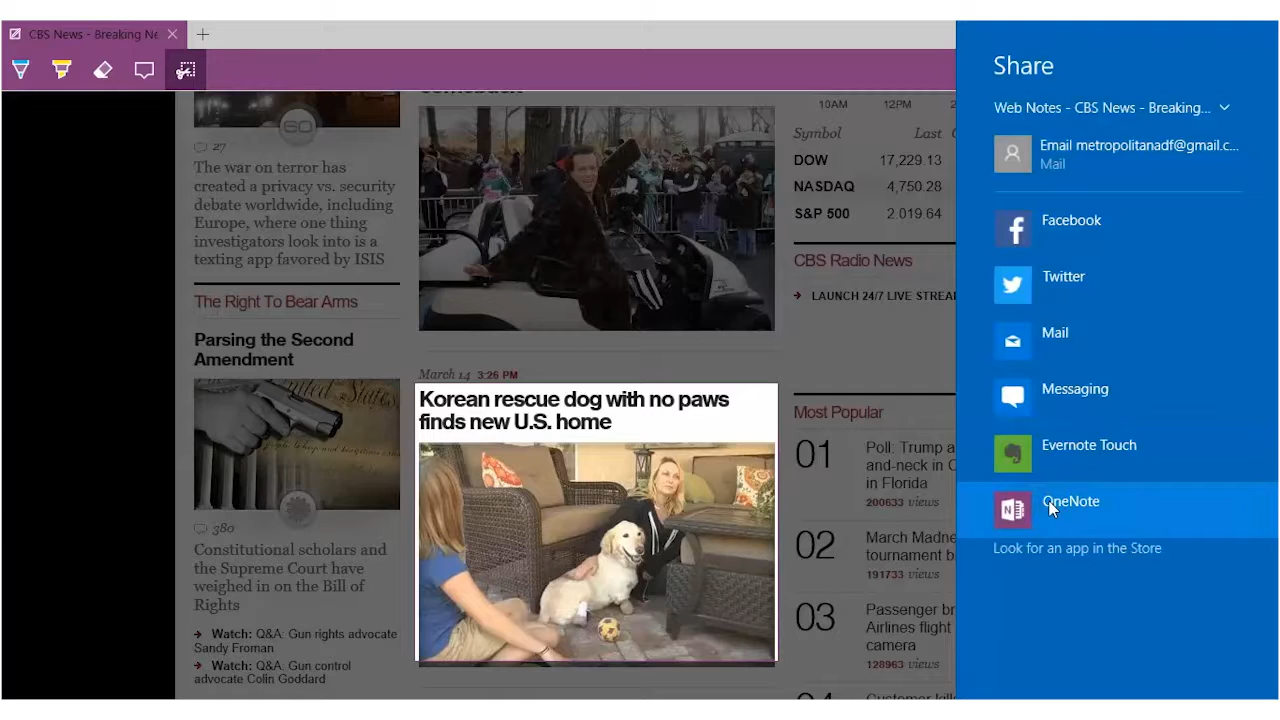 CBS News - Breaking Ne
60
27
The war on terror has
created a privacy vs. security
debate worldwide, including
Europe, where one thing
investigators look into is a
texting app favored by ISIS
The Right To Bear Arms
Parsing the Second
Amendment
380
Constitutional scholars and
the Supreme Court have
weighed in on the Bill of
Rights
Watch: Q&A: Gun rights advocate
Sandy Froman
Watch: Q&A: Gun control
advocate Colin Goddard
comeback
March 14 3:26 PM
Korean rescue dog with no paws
finds new U.S. home
10AM 12PM 2
Symbol Last
DOW 17,229.13
NASDAQ 4,750.28
S&P 500 2,019.64
CBS Radio News
LAUNCH 24/7 LIVE STREA
Most Popular
01
Poll: Trump a
and-neck in C
in Florida
200633 views
02
March Madne
tournament b
191733 views
03
Passenger br
Airlines flight
camera
128963 views
04
Customer kille
Share
Web Notes - CBS News - Breaking...
Email metropolitanadf@gmail.c...
Mail
Facebook
Twitter
Mail
Messaging
Evernote Touch
OneNote
Look for an app in the Store